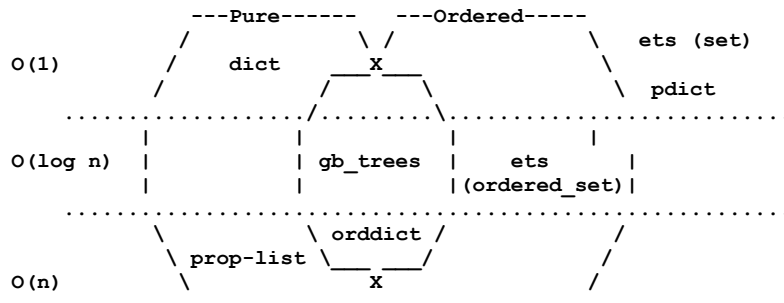 ---Pure------ ---Ordered-----
ets (set)
O(1) dict X
pdict
O(log n) gb_trees ets
(ordered_set)
orddict
prop-list
O(n) X